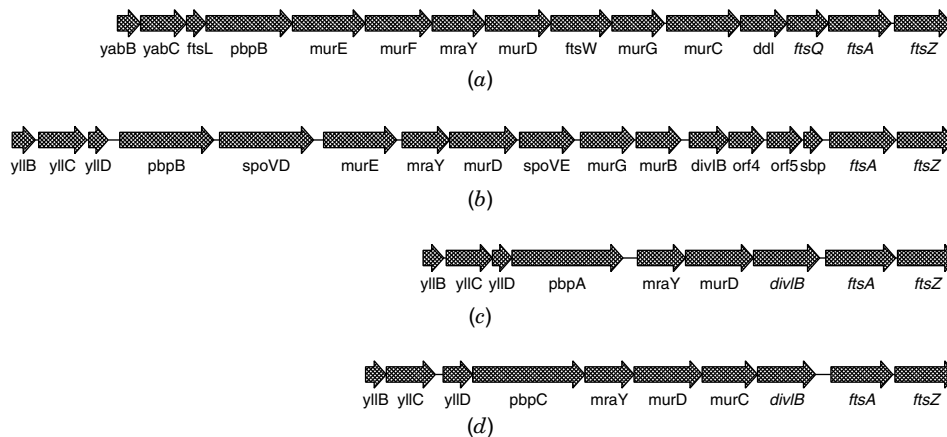 yabB yabC ftsL pbpB murE murF mraY murD ftsW murG murC ddl ftsQ ftsA ftsZ
(a)
yllB yllC yllD pbpB spoVD murE mraY murD spoVE murG murB divIB orf4 orf5 sbp ftsA ftsZ
(b)
yllB yllC yllD pbpA mraY murD divIB ftsA ftsZ
(c)
yllB yllC yllD pbpC mraY murD murC divIB ftsA ftsZ
(d)